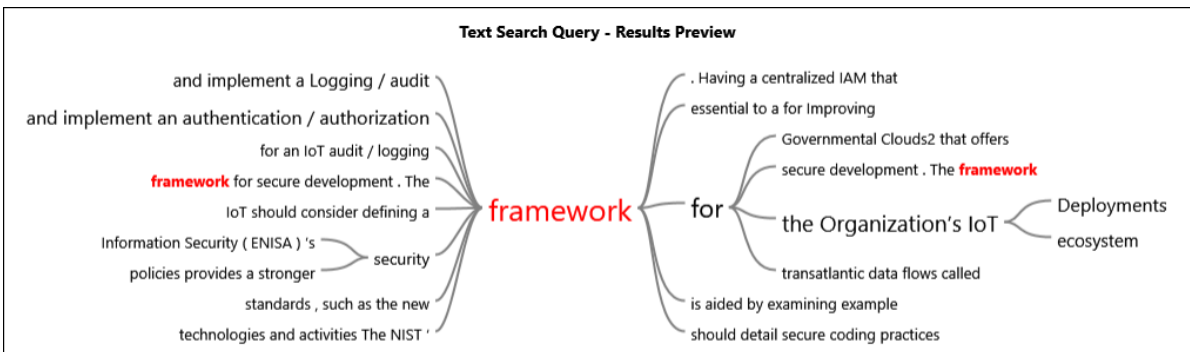 Text Search Query - Results Preview
and implement a Logging / audit
and implement an authentication / authorization
for an IoT audit / logging
framework for secure development . The
IoT should consider defining a
Information Security ( ENISA ) 's
policies provides a stronger
security
standards , such as the new
technologies and activities The NIST '
framework
. Having a centralized IAM that
essential to a for Improving
for
Governmental Clouds2 that offers
secure development . The framework
the Organization's IoT
Deployments
ecosystem
transatlantic data flows called
is aided by examining example
should detail secure coding practices